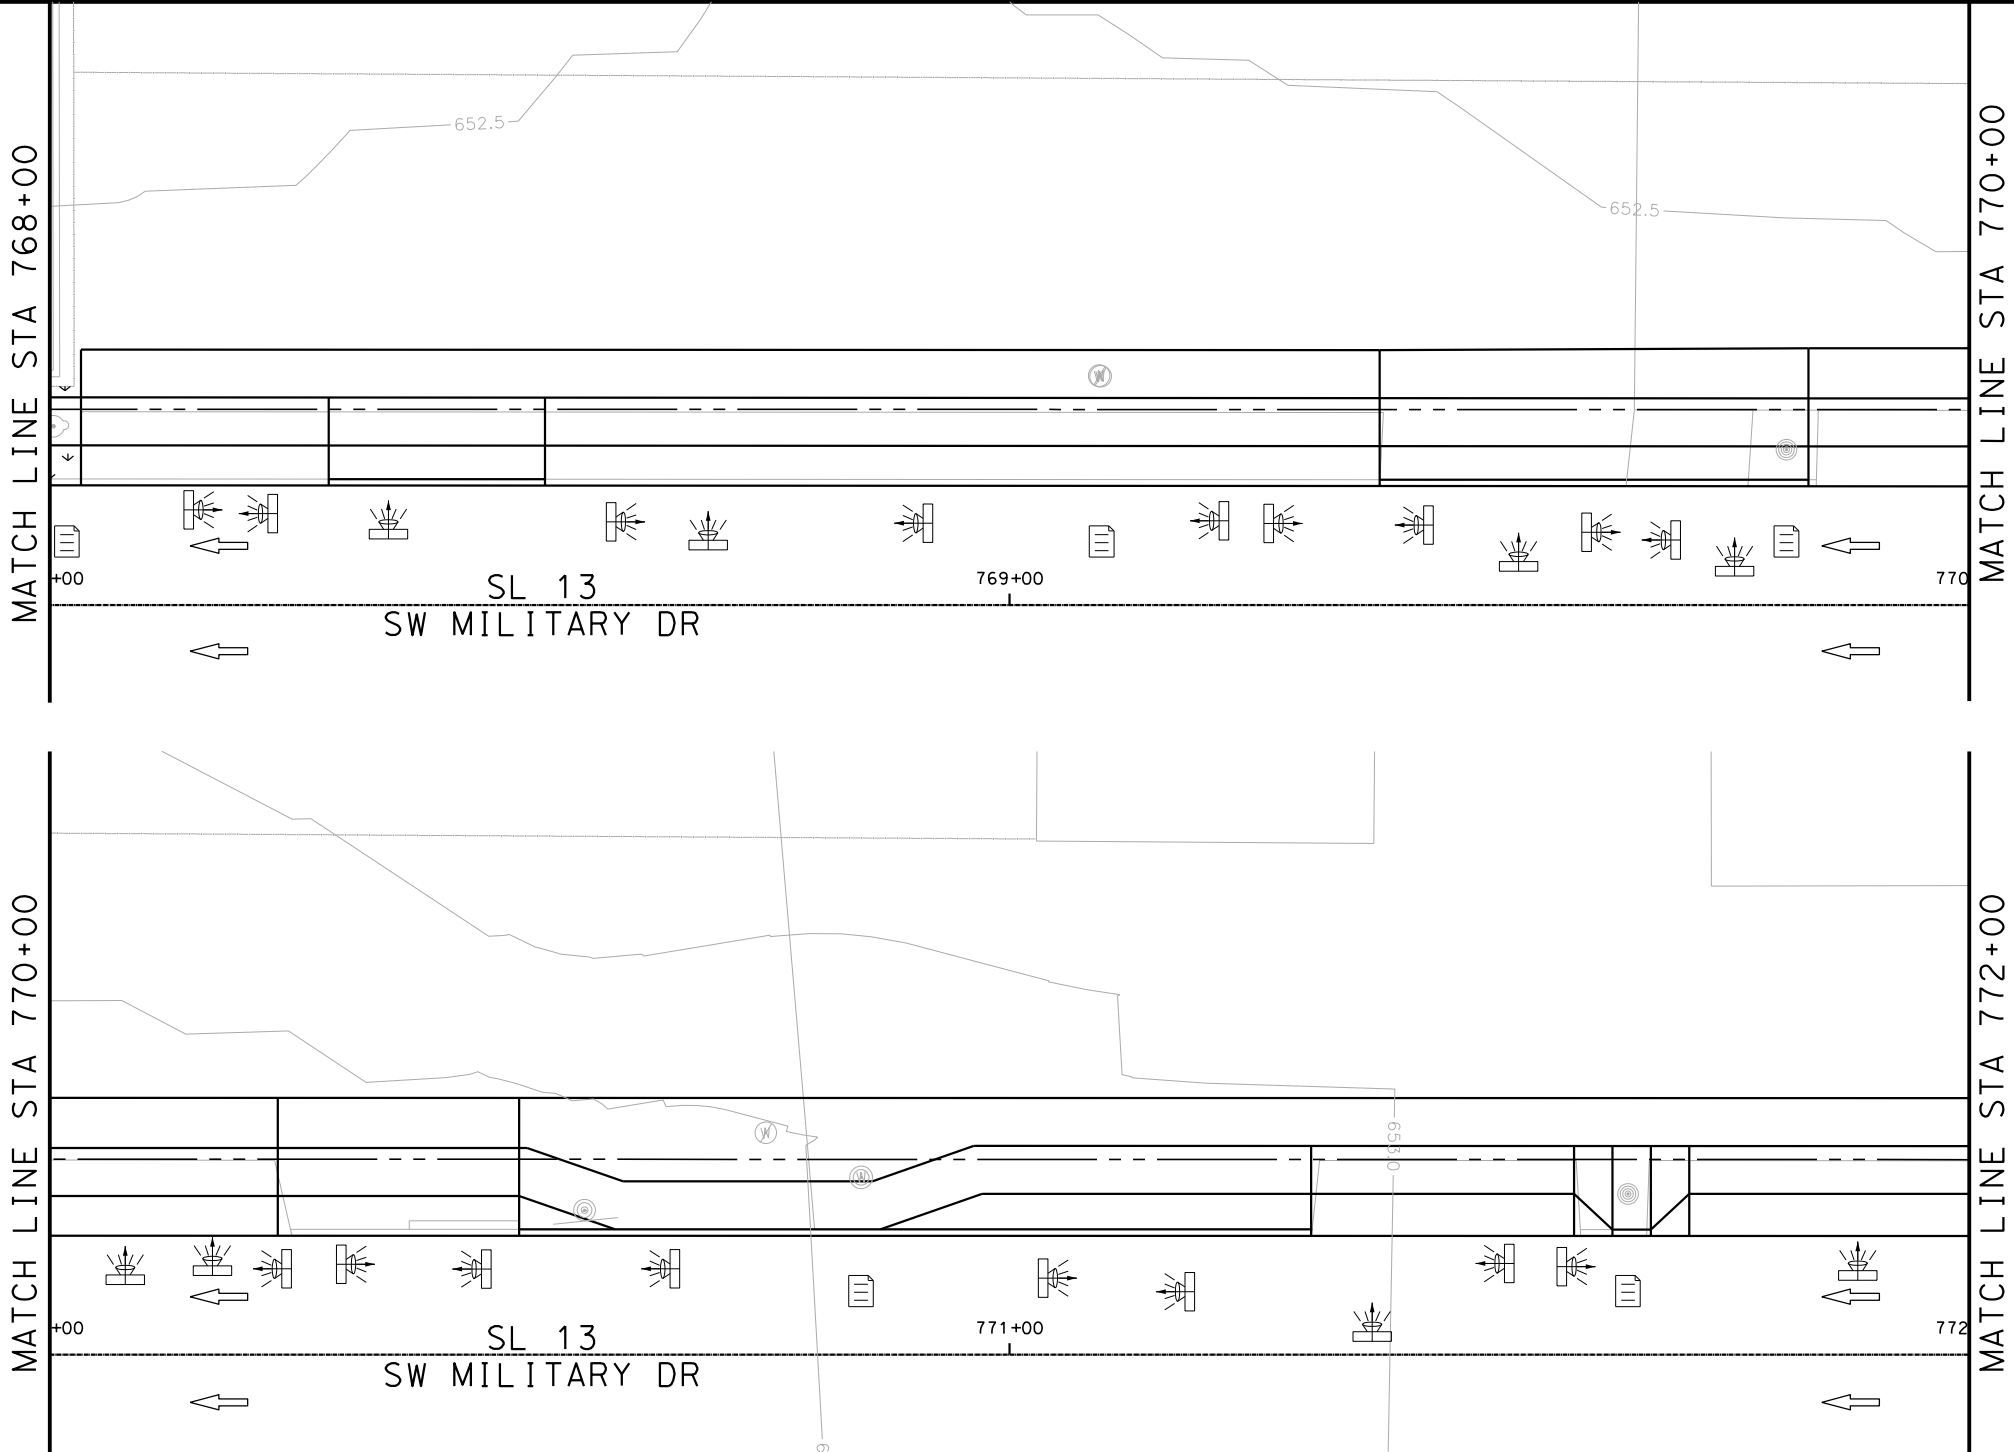 MATCH LINE STA 768+00
652.5
652.5
MATCH LINE STA 770+00
W
+00
SL 13
769+00
770
SW MILITARY DR
MATCH LINE STA 770+00
W
W
653.0
MATCH LINE STA 772+00
+00
SL 13
771+00
772
SW MILITARY DR
6